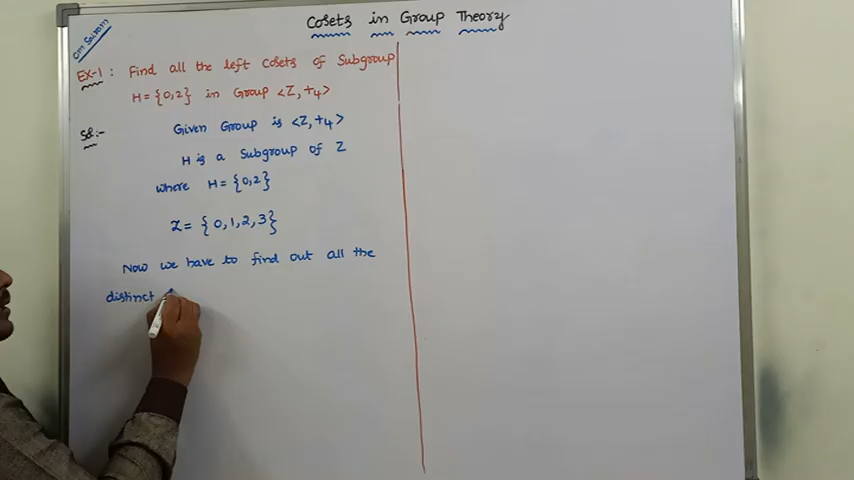 Cosets in Group Theory
Om Sairam
Ex-1: Find all the left cosets of Subgroup
H = {0,2} in Group <Z, +₄>
Sol:-
Given Group is <Z, +₄>
H is a Subgroup of Z
where H = {0,2}
Z = {0,1,2,3}
Now we have to find out all the
distinct